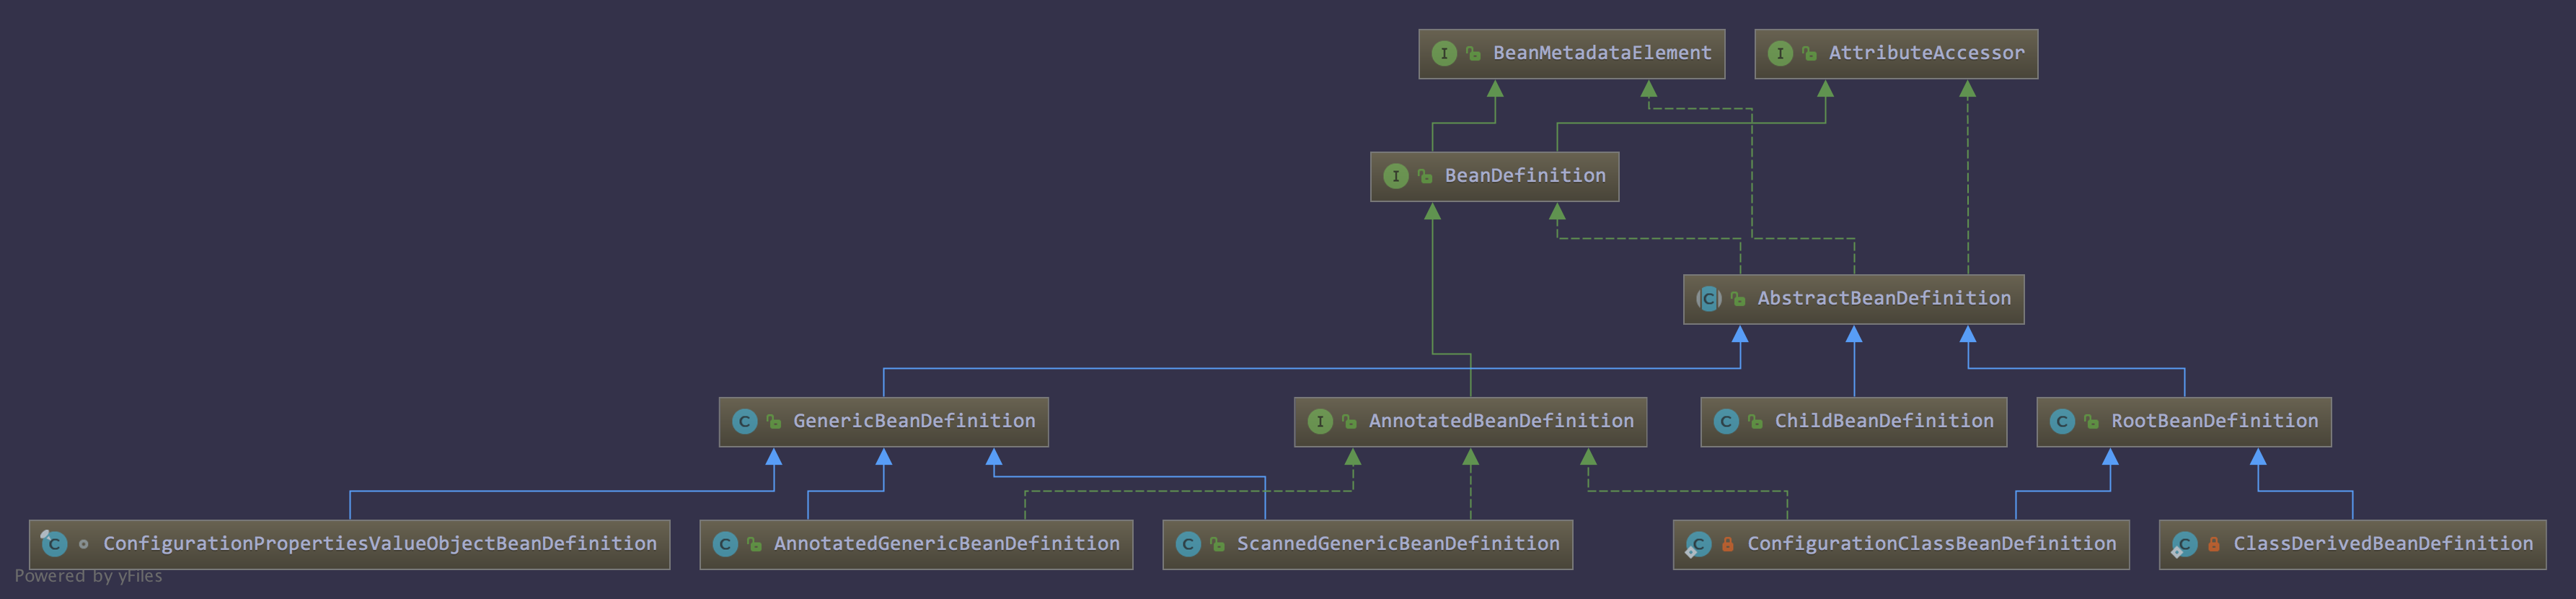 BeanMetadataElement
AttributeAccessor
BeanDefinition
AbstractBeanDefinition
GenericBeanDefinition
AnnotatedBeanDefinition
ChildBeanDefinition
RootBeanDefinition
ConfigurationPropertiesValueObjectBeanDefinition
AnnotatedGenericBeanDefinition
ScannedGenericBeanDefinition
ConfigurationClassBeanDefinition
ClassDerivedBeanDefinition
Powered by yFiles